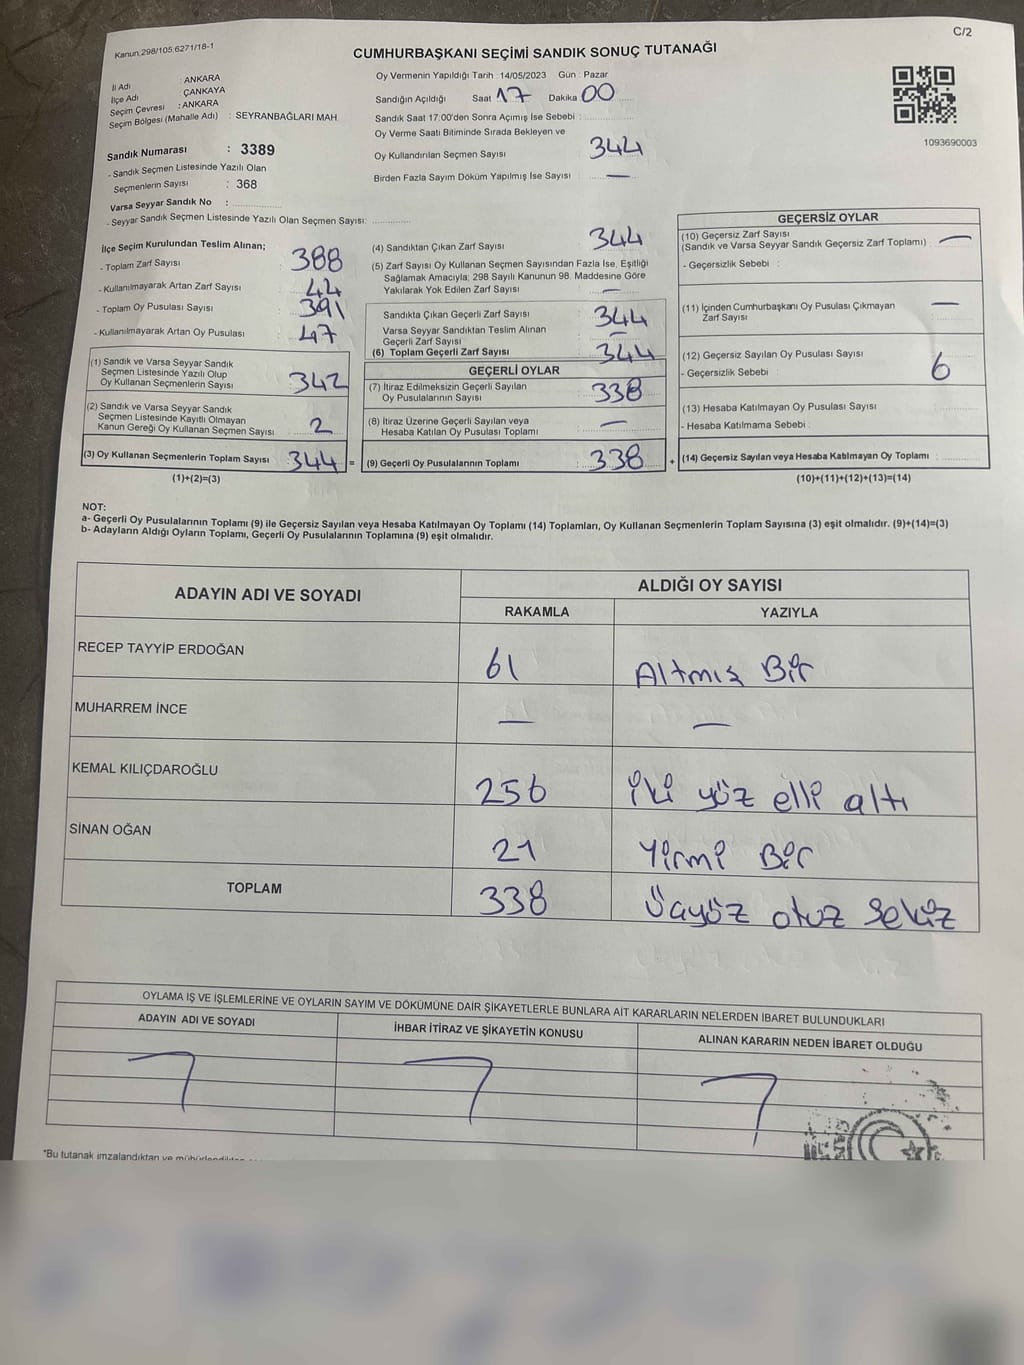 Kanun:298/105,6271/18-1
C/2
CUMHURBAŞKANI SEÇİMİ SANDIK SONUÇ TUTANAĞI
İl Adı : ANKARA
İlçe Adı ÇANKAYA
Seçim Çevresi : ANKARA
Seçim Bölgesi (Mahalle Adı) : SEYRANBAĞLARI MAH
Sandık Numarası : 3389
- Sandık Seçmen Listesinde Yazılı Olan
Seçmenlerin Sayısı : 368
Varsa Seyyar Sandık No :
- Seyyar Sandık Seçmen Listesinde Yazılı Olan Seçmen Sayısı:
Oy Vermenin Yapıldığı Tarih : 14/05/2023 Gün : Pazar
Sandığın Açıldığı Saat 17 Dakika 00
Sandık Saat 17:00'den Sonra Açımış İse Sebebi :
Oy Verme Saati Bitiminde Sırada Bekleyen ve
Oy Kullandırılan Seçmen Sayısı : 344
Birden Fazla Sayım Döküm Yapılmış İse Sayısı : —
1093690003
İlçe Seçim Kurulundan Teslim Alınan;
- Toplam Zarf Sayısı : 388
- Kullanılmayarak Artan Zarf Sayısı : 44
- Toplam Oy Pusulası Sayısı : 391
- Kullanılmayarak Artan Oy Pusulası : 47
(1) Sandık ve Varsa Seyyar Sandık
Seçmen Listesinde Yazılı Olup
Oy Kullanan Seçmenlerin Sayısı : 342
(2) Sandık ve Varsa Seyyar Sandık
Seçmen Listesinde Kayıtlı Olmayan
Kanun Gereği Oy Kullanan Seçmen Sayısı : 2
(3) Oy Kullanan Seçmenlerin Toplam Sayısı : 344 =
(1)+(2)=(3)
(4) Sandıktan Çıkan Zarf Sayısı : 344
(5) Zarf Sayısı Oy Kullanan Seçmen Sayısından Fazla İse, Eşitliği
Sağlamak Amacıyla; 298 Sayılı Kanunun 98. Maddesine Göre
Yakılarak Yok Edilen Zarf Sayısı : —
Sandıkta Çıkan Geçerli Zarf Sayısı : 344
Varsa Seyyar Sandıktan Teslim Alınan
Geçerli Zarf Sayısı : —
(6) Toplam Geçerli Zarf Sayısı : 344
GEÇERLİ OYLAR
(7) İtiraz Edilmeksizin Geçerli Sayılan
Oy Pusulalarının Sayısı : 338
(8) İtiraz Üzerine Geçerli Sayılan veya
Hesaba Katılan Oy Pusulası Toplamı : —
(9) Geçerli Oy Pusulalarının Toplamı : 338 +
GEÇERSİZ OYLAR
(10) Geçersiz Zarf Sayısı
(Sandık ve Varsa Seyyar Sandık Geçersiz Zarf Toplamı) : —
- Geçersizlik Sebebi :
(11) İçinden Cumhurbaşkanı Oy Pusulası Çıkmayan
Zarf Sayısı : —
(12) Geçersiz Sayılan Oy Pusulası Sayısı : 6
- Geçersizlik Sebebi :
(13) Hesaba Katılmayan Oy Pusulası Sayısı :
- Hesaba Katılmama Sebebi :
(14) Geçersiz Sayılan veya Hesaba Katılmayan Oy Toplamı :
(10)+(11)+(12)+(13)=(14)
NOT:
a- Geçerli Oy Pusulalarının Toplamı (9) ile Geçersiz Sayılan veya Hesaba Katılmayan Oy Toplamı (14) Toplamları, Oy Kullanan Seçmenlerin Toplam Sayısına (3) eşit olmalıdır. (9)+(14)=(3)
b- Adayların Aldığı Oyların Toplamı, Geçerli Oy Pusulalarının Toplamına (9) eşit olmalıdır.
ADAYIN ADI VE SOYADI
ALDIĞI OY SAYISI
RAKAMLA YAZIYLA
RECEP TAYYİP ERDOĞAN 61 Altmış Bir
MUHARREM İNCE — —
KEMAL KILIÇDAROĞLU 256 iki yöz elli altı
SİNAN OĞAN 21 Yirmi Bir
TOPLAM 338 Üçyöz otuz Sekiz
OYLAMA İŞ VE İŞLEMLERİNE VE OYLARIN SAYIM VE DÖKÜMÜNE DAİR ŞİKAYETLERLE BUNLARA AİT KARARLARIN NELERDEN İBARET BULUNDUKLARI
ADAYIN ADI VE SOYADI İHBAR İTİRAZ VE ŞİKAYETİN KONUSU ALINAN KARARIN NEDEN İBARET OLDUĞU
*Bu tutanak imzalandıktan ve